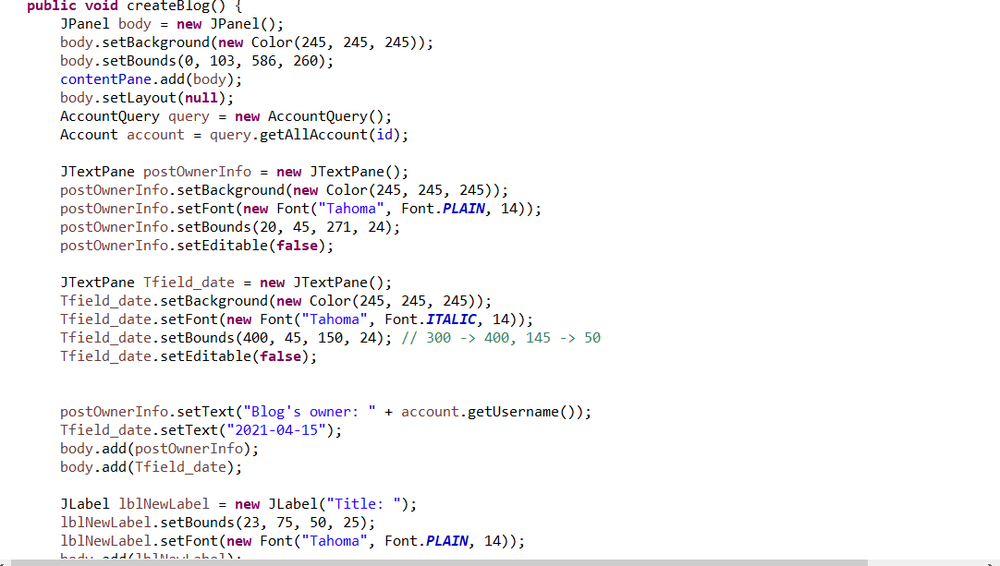 public void createBlog() {
JPanel body = new JPanel();
body.setBackground(new Color(245, 245, 245));
body.setBounds(0, 103, 586, 260);
contentPane.add(body);
body.setLayout(null);
AccountQuery query = new AccountQuery();
Account account = query.getAllAccount(id);
JTextPane postOwnerInfo = new JTextPane();
postOwnerInfo.setBackground(new Color(245, 245, 245));
postOwnerInfo.setFont(new Font("Tahoma", Font.PLAIN, 14));
postOwnerInfo.setBounds(20, 45, 271, 24);
postOwnerInfo.setEditable(false);
JTextPane Tfield_date = new JTextPane();
Tfield_date.setBackground(new Color(245, 245, 245));
Tfield_date.setFont(new Font("Tahoma", Font.ITALIC, 14));
Tfield_date.setBounds(400, 45, 150, 24); // 300 -> 400, 145 -> 50
Tfield_date.setEditable(false);
postOwnerInfo.setText("Blog's owner: " + account.getUsername());
Tfield_date.setText("2021-04-15");
body.add(postOwnerInfo);
body.add(Tfield_date);
JLabel lblNewLabel = new JLabel("Title: ");
lblNewLabel.setBounds(23, 75, 50, 25);
lblNewLabel.setFont(new Font("Tahoma", Font.PLAIN, 14));
body.add(lblNewLabel);